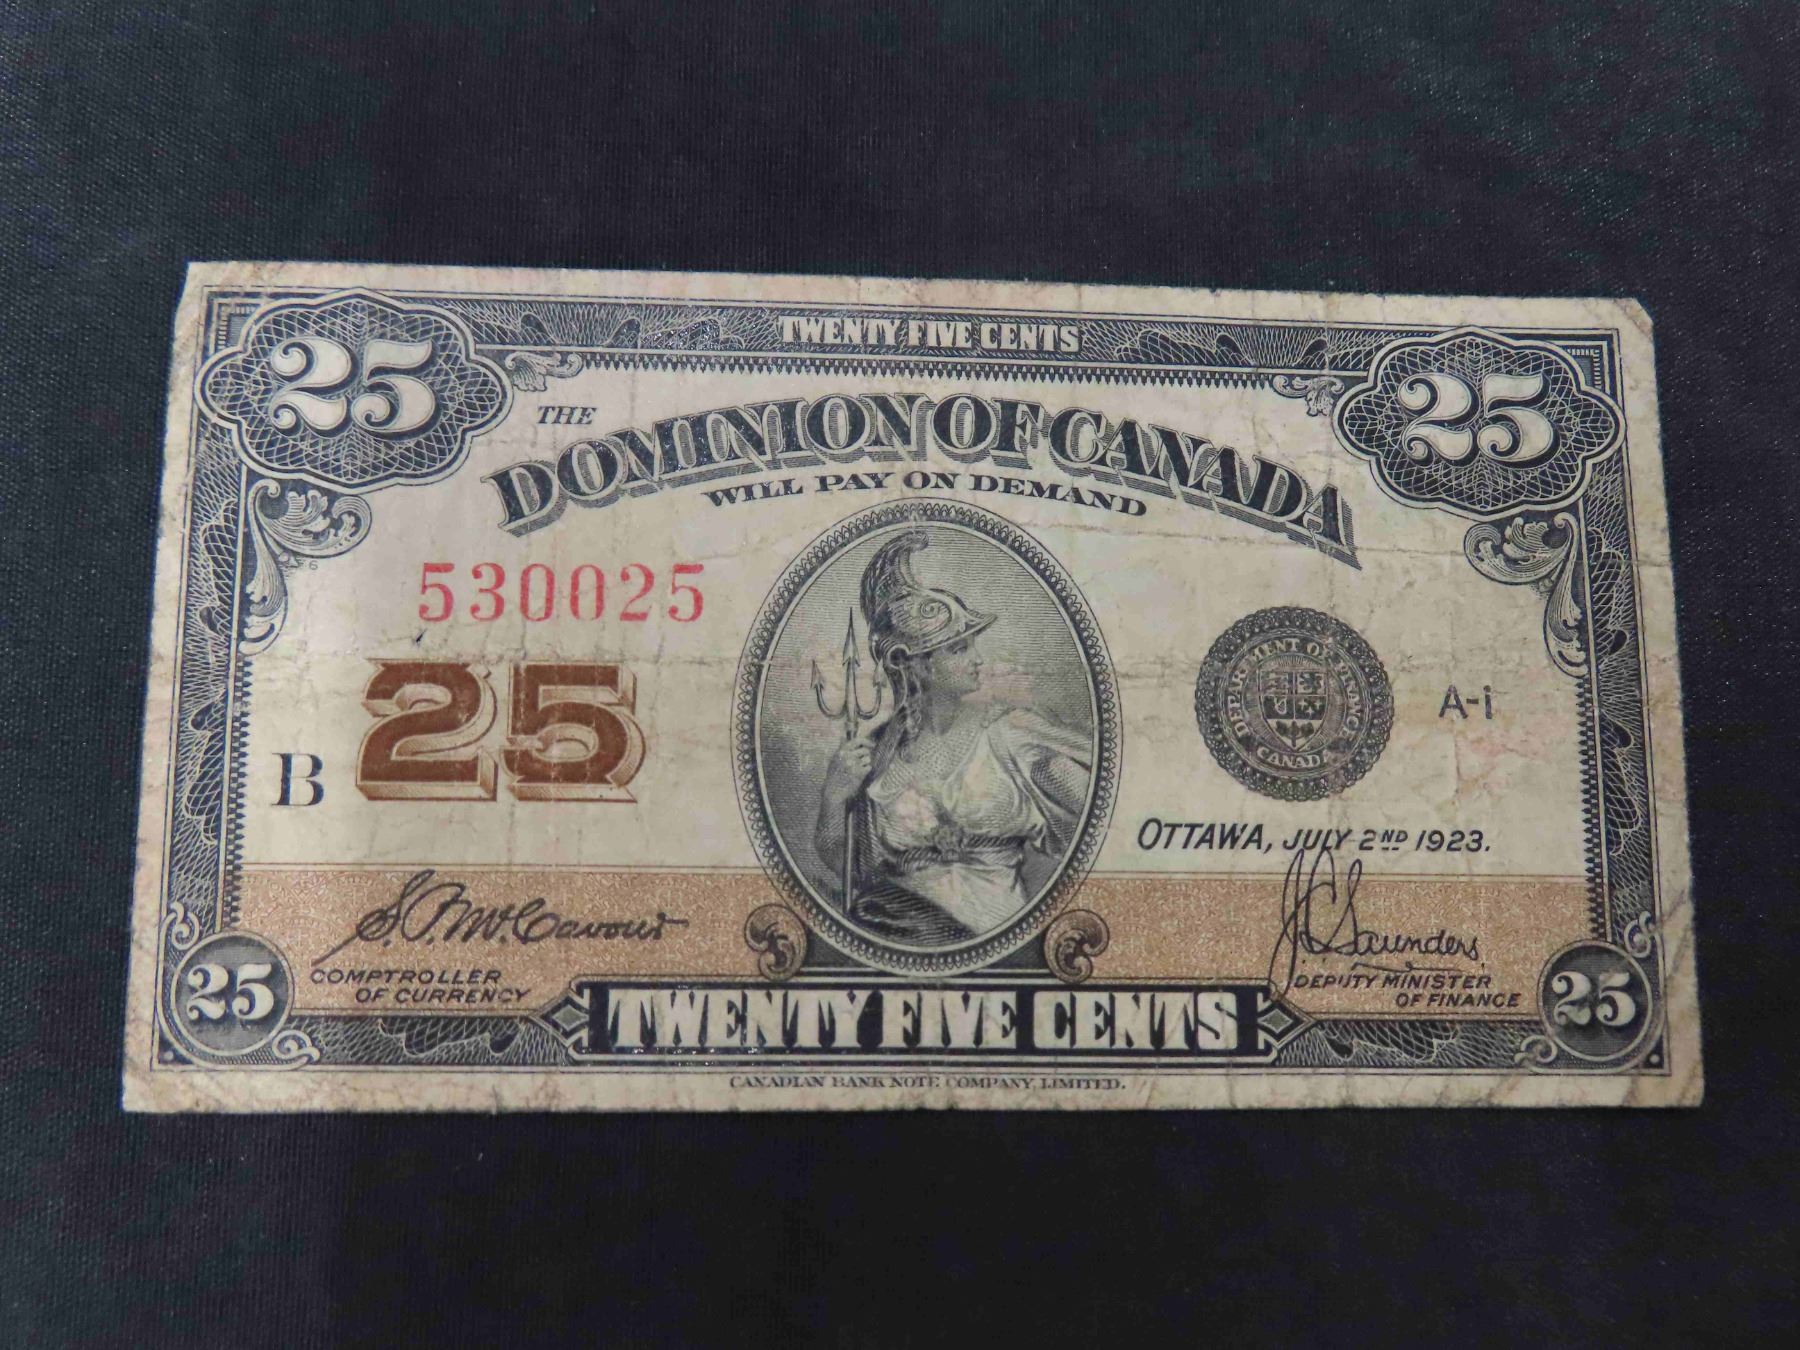 TWENTY FIVE CENTS
25
25
THE
DOMINION OF CANADA
WILL PAY ON DEMAND
6
530025
25
B
DEPARTMENT OF FINANCE
CANADA
A-1
OTTAWA, JULY 2ND 1923.
J.C. Saunders
COMPTROLLER
OF CURRENCY
DEPUTY MINISTER
OF FINANCE
25
TWENTY FIVE CENTS
25
CANADIAN BANK NOTE COMPANY, LIMITED.